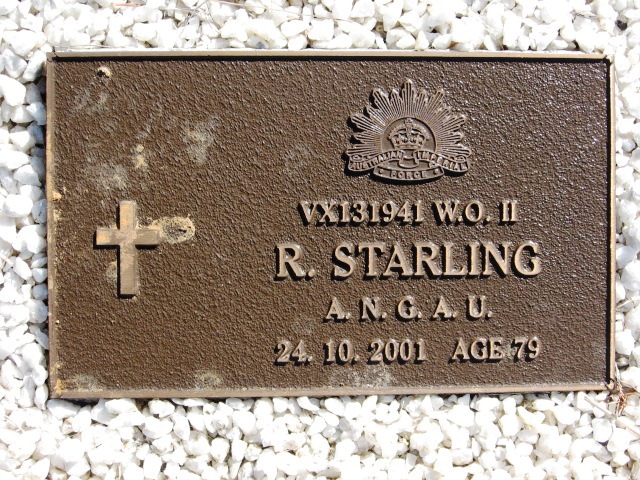 AUSTRALIAN IMPERIAL
FORCE
VX131941 W.O. II
R. STARLING
A. N. G. A. U.
24. 10. 2001 AGE 79